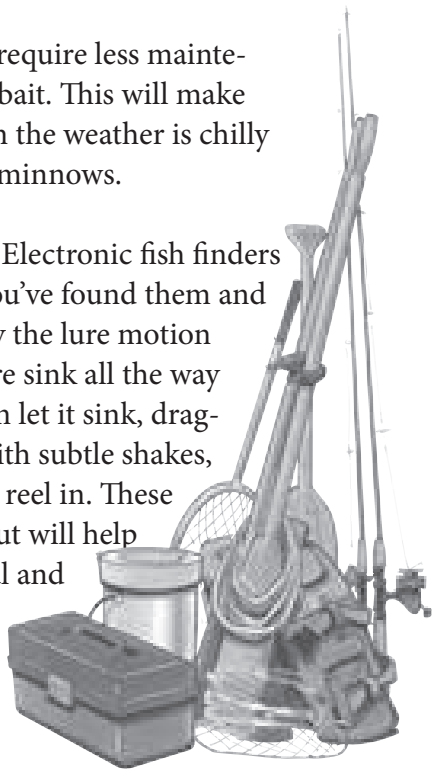 require less mainte-
bait. This will make
the weather is chilly
minnows.
Electronic fish finders
ou've found them and
the lure motion
re sink all the way
let it sink, drag-
ith subtle shakes,
reel in. These
ut will help
and